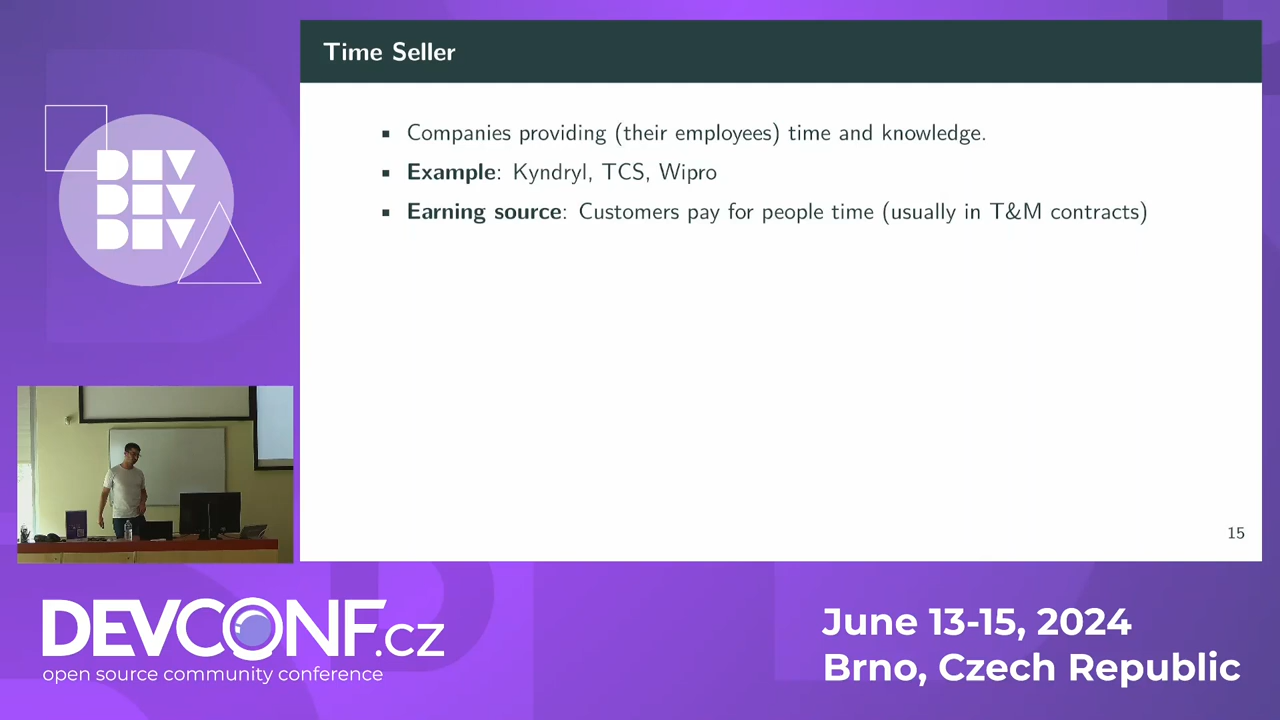 Time Seller
Companies providing (their employees) time and knowledge.
Example: Kyndryl, TCS, Wipro
Earning source: Customers pay for people time (usually in T&M contracts)
15
DEV
DEV
DEV
DEVCONF.cz
open source community conference
June 13-15, 2024
Brno, Czech Republic